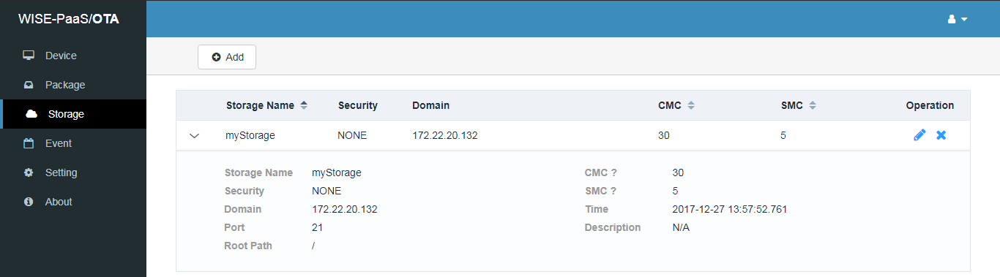 WISE-PaaS/OTA
Device
Package
Storage
Event
Setting
About
Add
Storage Name Security Domain CMC SMC Operation
myStorage NONE 172.22.20.132 30 5
Storage Name myStorage CMC ? 30
Security NONE SMC ? 5
Domain 172.22.20.132 Time 2017-12-27 13:57:52.761
Port 21 Description N/A
Root Path /